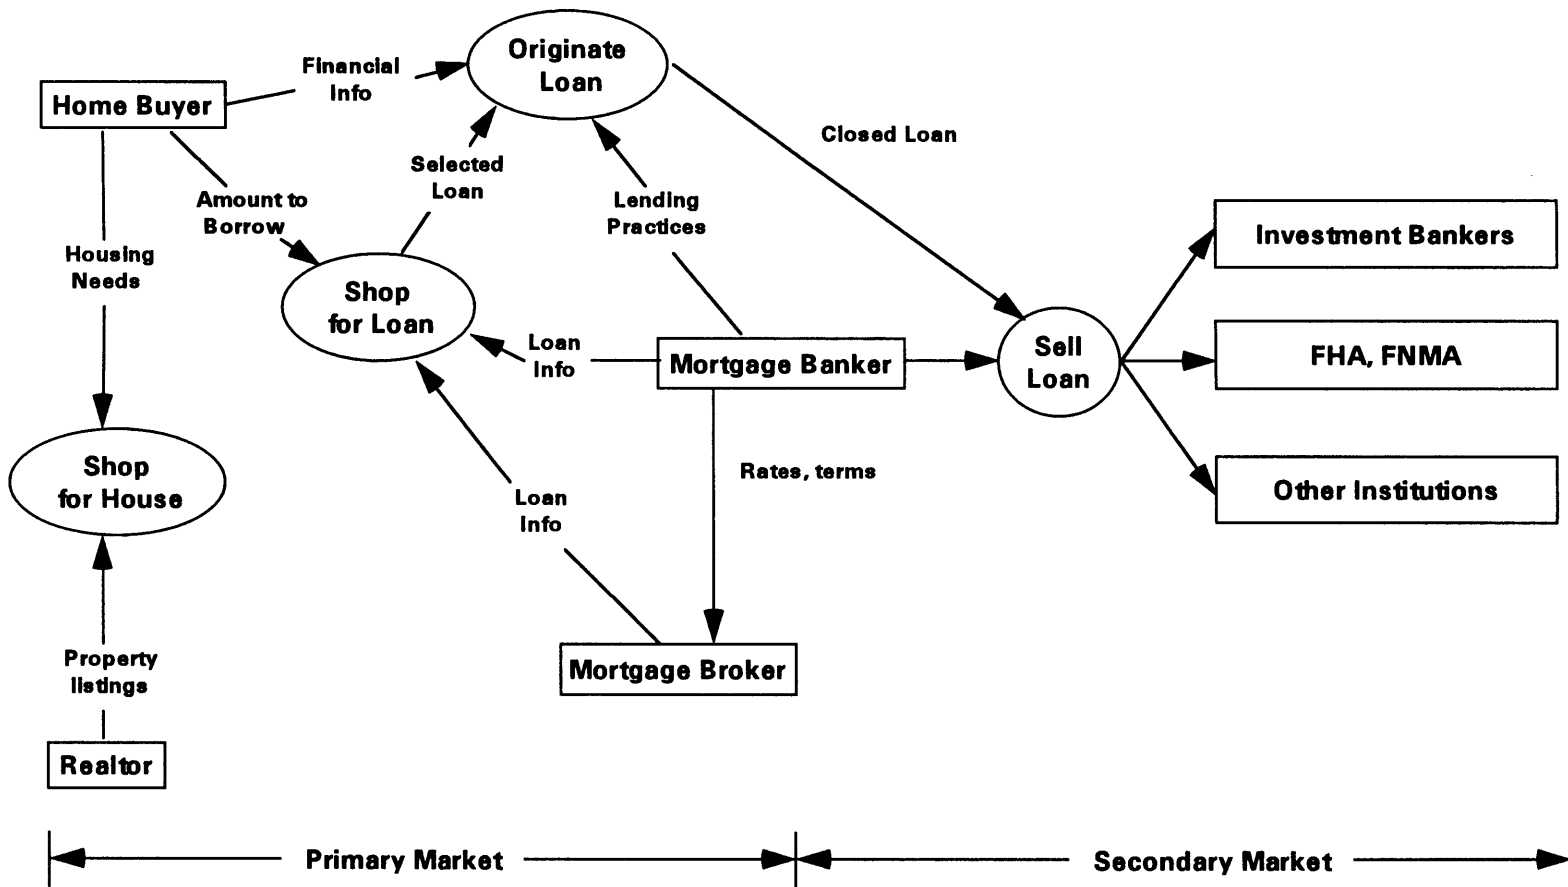 Originate
Loan
Financial
Info
Home Buyer
Closed Loan
Selected
Loan
Amount to
Borrow
Lending
Practices
Housing
Needs
Investment Bankers
Shop
for Loan
Loan
Info
Mortgage Banker
Sell
Loan
FHA, FNMA
Shop
for House
Rates, terms
Loan
Info
Other Institutions
Property
listings
Mortgage Broker
Realtor
Primary Market
Secondary Market